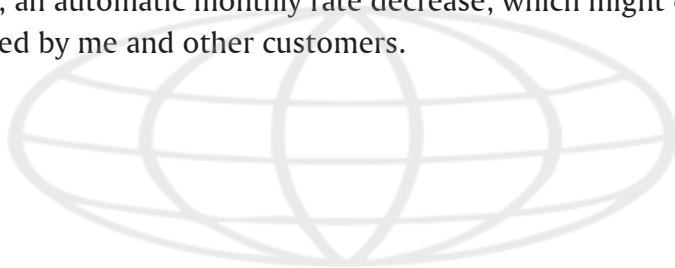 , an automatic monthly rate decrease, which might
ed by me and other customers.